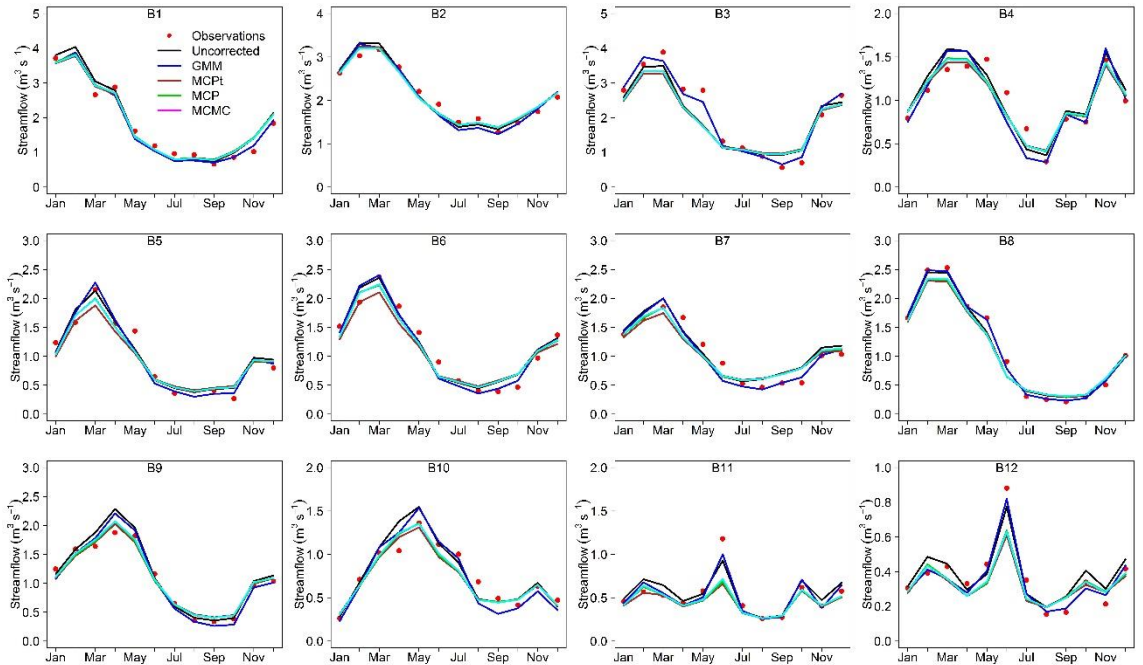 B1
B2
B3
B4
Observations
Uncorrected
GMM
MCPt
MCP
MCMC
Streamflow (m³ s⁻¹)
Streamflow (m³ s⁻¹)
Streamflow (m³ s⁻¹)
Streamflow (m³ s⁻¹)
5
4
3
2
1
0
4
3
2
1
0
5
4
3
2
1
0
2.0
1.5
1.0
0.5
0.0
Jan Mar May Jul Sep Nov
Jan Mar May Jul Sep Nov
Jan Mar May Jul Sep Nov
Jan Mar May Jul Sep Nov
B5
B6
B7
B8
Streamflow (m³ s⁻¹)
Streamflow (m³ s⁻¹)
Streamflow (m³ s⁻¹)
Streamflow (m³ s⁻¹)
3.0
2.5
2.0
1.5
1.0
0.5
0.0
3.0
2.5
2.0
1.5
1.0
0.5
0.0
3.0
2.5
2.0
1.5
1.0
0.5
0.0
3.0
2.5
2.0
1.5
1.0
0.5
0.0
Jan Mar May Jul Sep Nov
Jan Mar May Jul Sep Nov
Jan Mar May Jul Sep Nov
Jan Mar May Jul Sep Nov
B9
B10
B11
B12
Streamflow (m³ s⁻¹)
Streamflow (m³ s⁻¹)
Streamflow (m³ s⁻¹)
Streamflow (m³ s⁻¹)
3.0
2.5
2.0
1.5
1.0
0.5
0.0
2.0
1.5
1.0
0.5
0.0
2.0
1.5
1.0
0.5
0.0
1.0
0.8
0.6
0.4
0.2
0.0
Jan Mar May Jul Sep Nov
Jan Mar May Jul Sep Nov
Jan Mar May Jul Sep Nov
Jan Mar May Jul Sep Nov